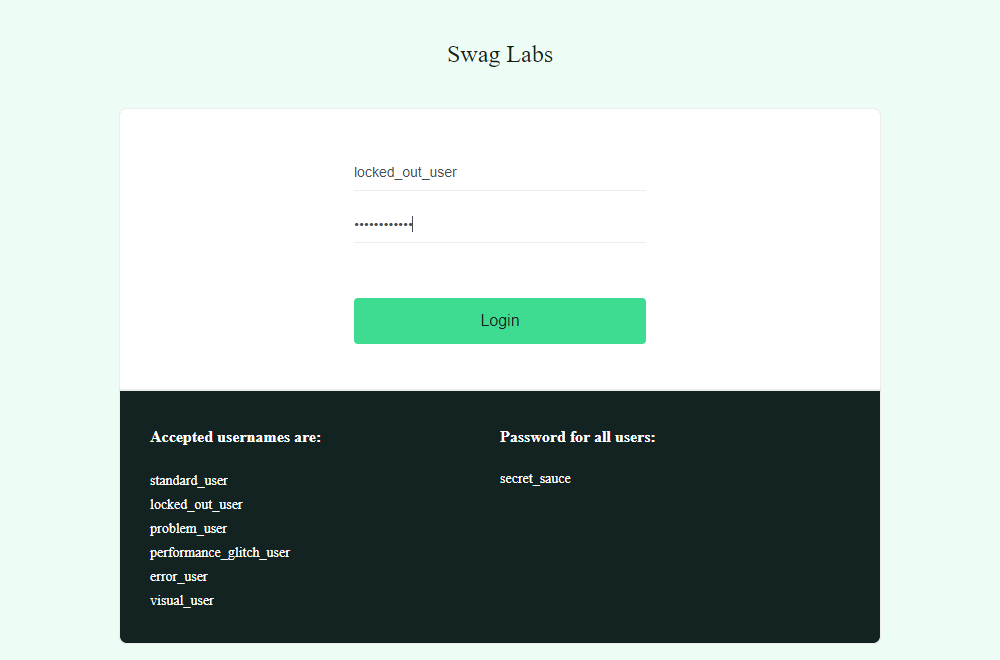 Swag Labs
locked_out_user
••••••••••••
Login
Accepted usernames are:
standard_user
locked_out_user
problem_user
performance_glitch_user
error_user
visual_user
Password for all users:
secret_sauce